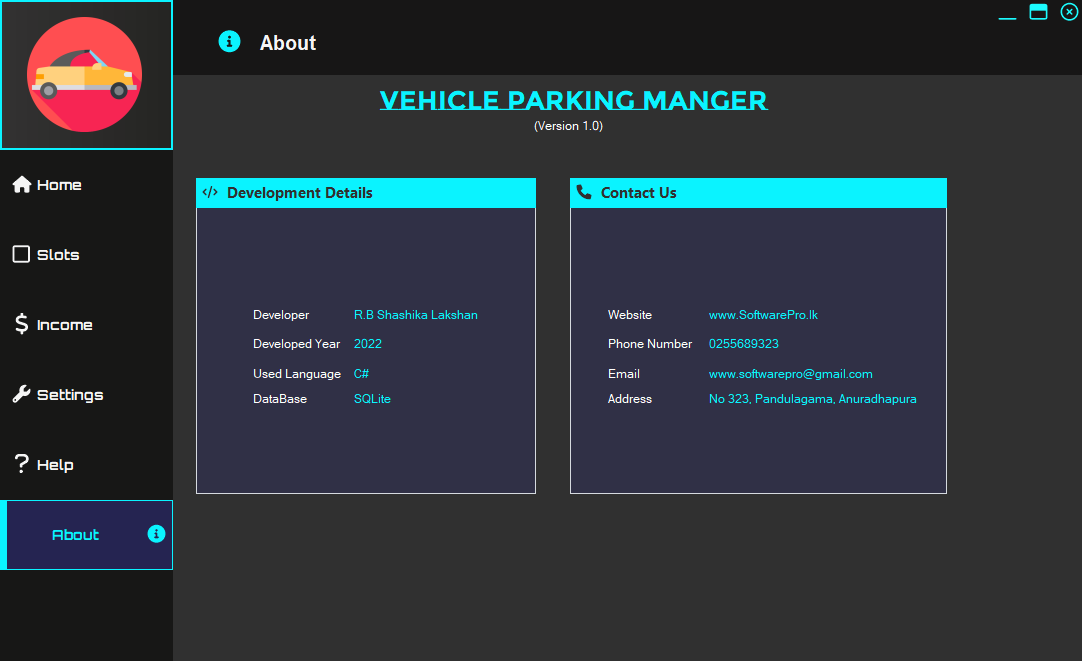 About
VEHICLE PARKING MANGER
(Version 1.0)
Home
Slots
Income
Settings
Help
About
Development Details
Developer R.B Shashika Lakshan
Developed Year 2022
Used Language C#
DataBase SQLite
Contact Us
Website www.SoftwarePro.lk
Phone Number 0255689323
Email www.softwarepro@gmail.com
Address No 323, Pandulagama, Anuradhapura